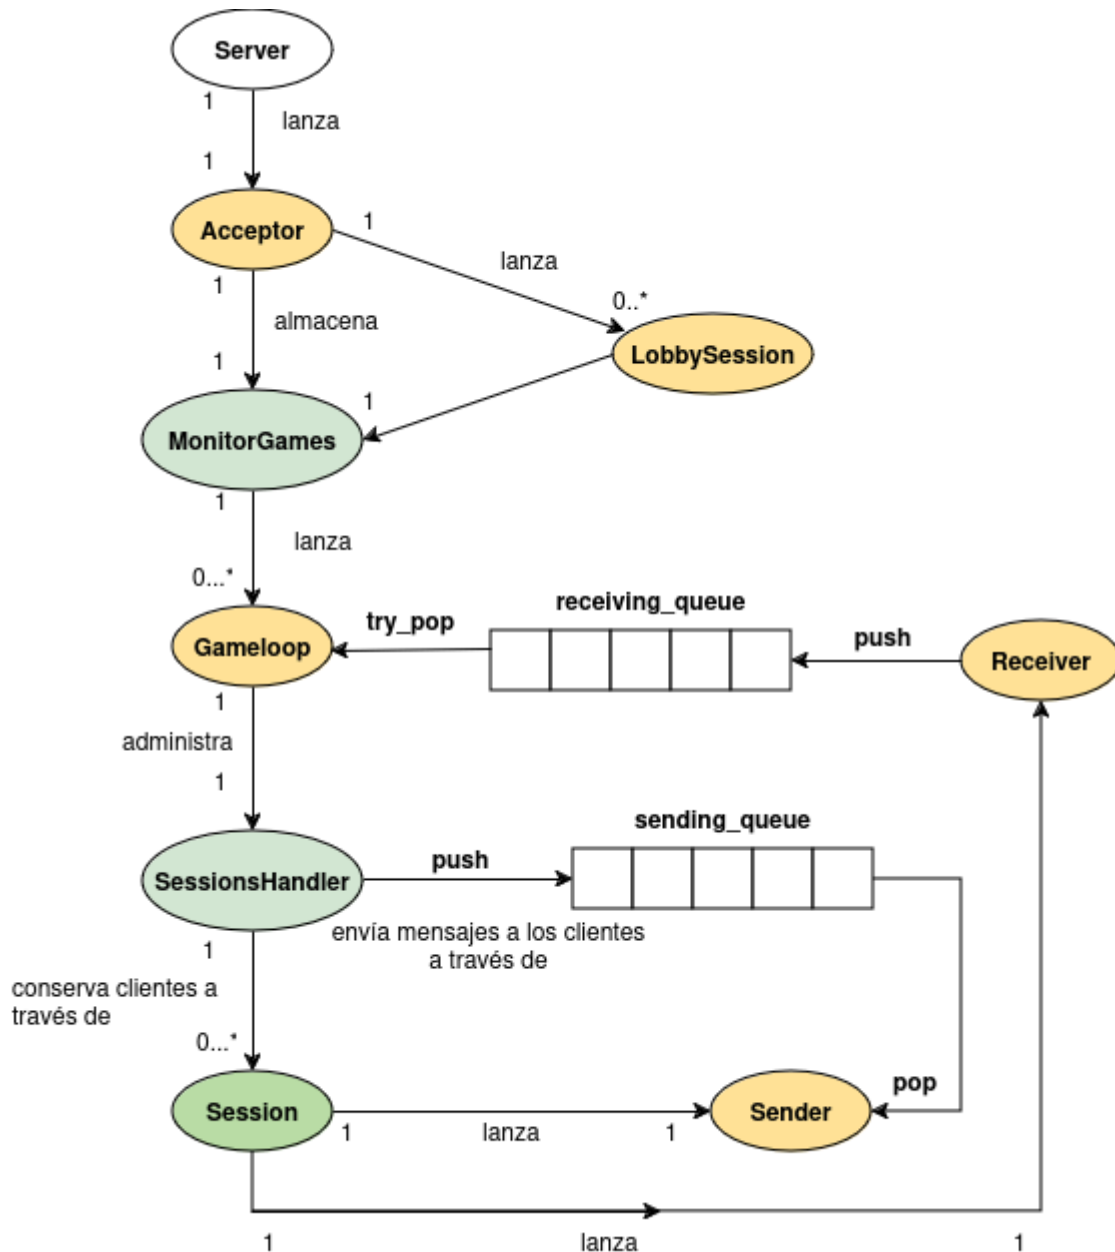 Server
1
lanza
1
Acceptor
1
1
lanza
almacena
0..*
1
LobbySession
1
MonitorGames
1
lanza
0...*
receiving_queue
try_pop
push
Gameloop
Receiver
1
administra
1
sending_queue
push
SessionsHandler
envía mensajes a los clientes
a través de
1
conserva clientes a
través de
0...*
pop
Session
Sender
1
lanza
1
1
lanza
1